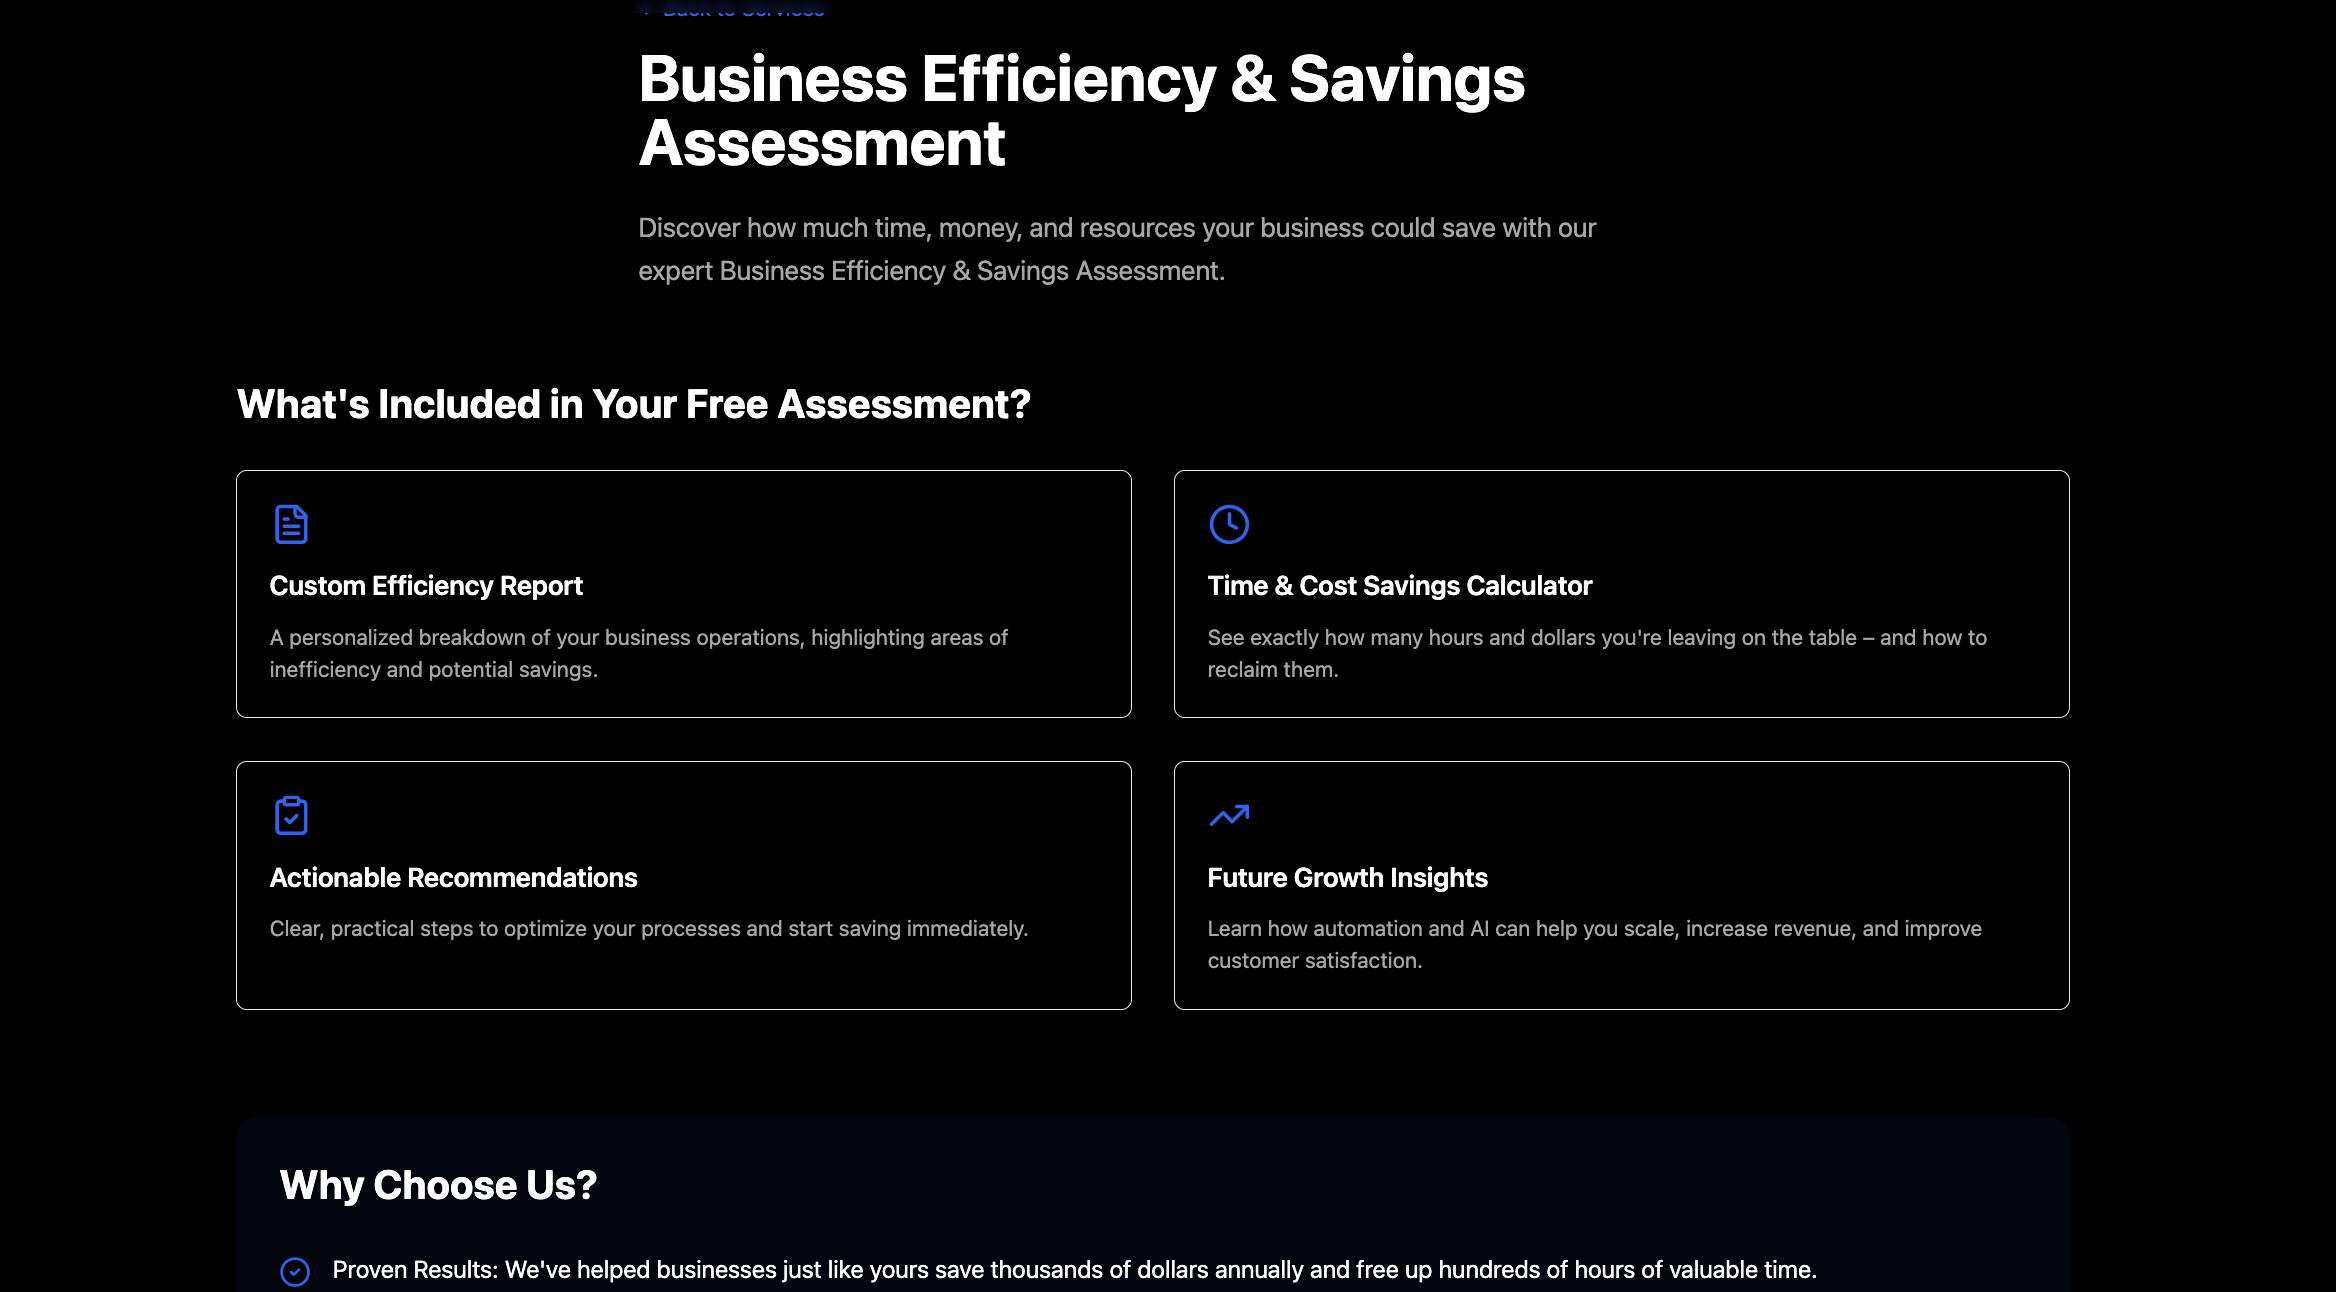 Back to Services
Business Efficiency & Savings
Assessment
Discover how much time, money, and resources your business could save with our
expert Business Efficiency & Savings Assessment.
What's Included in Your Free Assessment?
Custom Efficiency Report
A personalized breakdown of your business operations, highlighting areas of
inefficiency and potential savings.
Time & Cost Savings Calculator
See exactly how many hours and dollars you're leaving on the table – and how to
reclaim them.
Actionable Recommendations
Clear, practical steps to optimize your processes and start saving immediately.
Future Growth Insights
Learn how automation and AI can help you scale, increase revenue, and improve
customer satisfaction.
Why Choose Us?
Proven Results: We've helped businesses just like yours save thousands of dollars annually and free up hundreds of hours of valuable time.